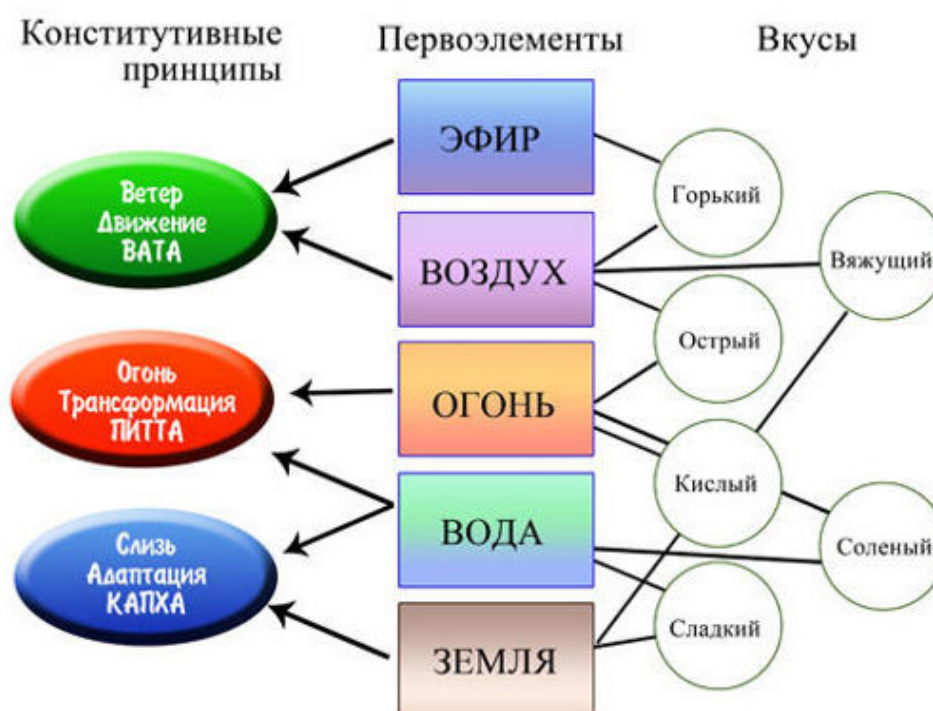 Конститутивные
принципы
Первоэлементы
Вкусы
Ветер
Движение
ВАТА
Огонь
Трансформация
ПИТТА
Слизь
Адаптация
КАПХА
ЭФИР
ВОЗДУХ
ОГОНЬ
ВОДА
ЗЕМЛЯ
Горький
Вяжущий
Острый
Кислый
Соленый
Сладкий